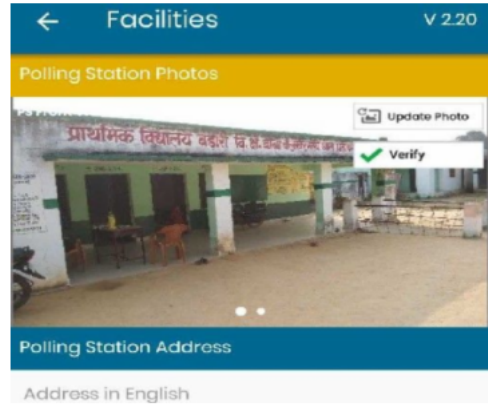 ← Facilities V 2.20
Polling Station Photos
Update Photo
प्राथमिक विद्यालय
Verify
Polling Station Address
Address in English